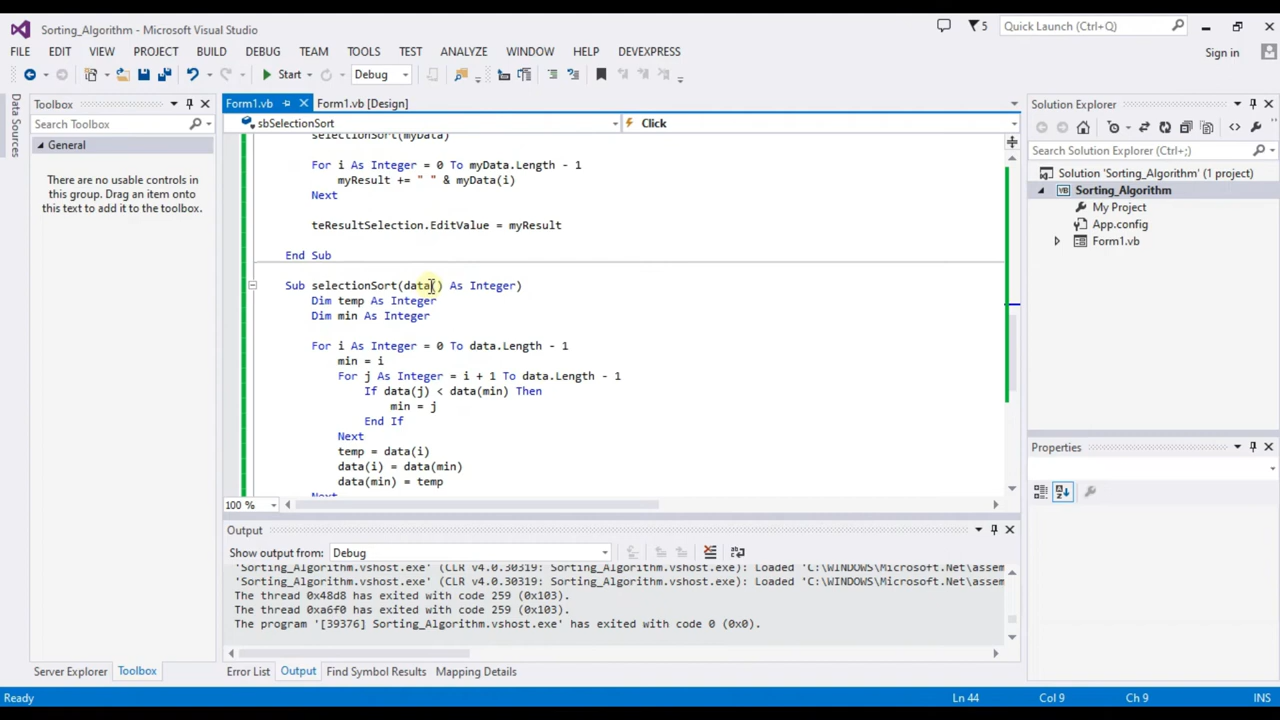 Sorting_Algorithm - Microsoft Visual Studio
5
Quick Launch (Ctrl+Q)
FILE EDIT VIEW PROJECT BUILD DEBUG TEAM TOOLS TEST ANALYZE WINDOW HELP DEVEXPRESS
Sign in
Start
Debug
Data Sources
Toolbox
Search Toolbox
General
There are no usable controls in
this group. Drag an item onto
this text to add it to the toolbox.
Form1.vb
Form1.vb [Design]
sbSelectionSort
Click
selectionSort(myData)
For i As Integer = 0 To myData.Length - 1
myResult += " " & myData(i)
Next
teResultSelection.EditValue = myResult
End Sub
Sub selectionSort(data() As Integer)
Dim temp As Integer
Dim min As Integer
For i As Integer = 0 To data.Length - 1
min = i
For j As Integer = i + 1 To data.Length - 1
If data(j) < data(min) Then
min = j
End If
Next
temp = data(i)
data(i) = data(min)
data(min) = temp
Next
100 %
Output
Show output from:
Debug
'Sorting_Algorithm.vshost.exe' (CLR v4.0.30319: Sorting_Algorithm.vshost.exe): Loaded 'C:\WINDOWS\Microsoft.Net\assem
'Sorting_Algorithm.vshost.exe' (CLR v4.0.30319: Sorting_Algorithm.vshost.exe): Loaded 'C:\WINDOWS\Microsoft.Net\assem
The thread 0x48d8 has exited with code 259 (0x103).
The thread 0xa6f0 has exited with code 259 (0x103).
The program '[39376] Sorting_Algorithm.vshost.exe' has exited with code 0 (0x0).
Server Explorer
Toolbox
Error List
Output
Find Symbol Results
Mapping Details
Solution Explorer
Search Solution Explorer (Ctrl+;)
Solution 'Sorting_Algorithm' (1 project)
VB Sorting_Algorithm
My Project
App.config
Form1.vb
Properties
Ready
Ln 44
Col 9
Ch 9
INS